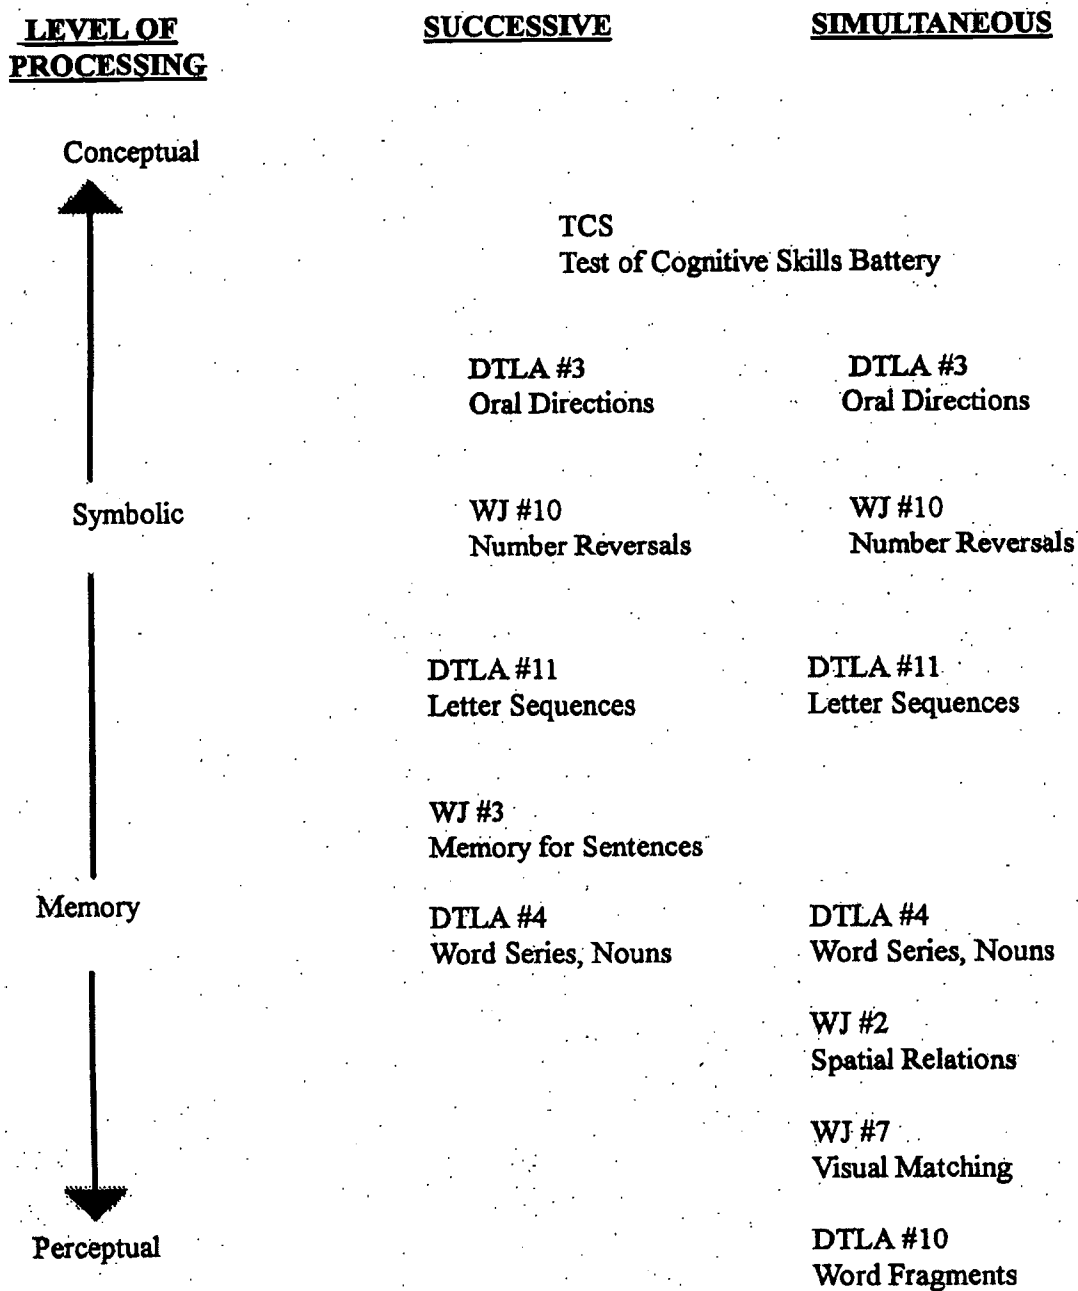 LEVEL OF PROCESSING
SUCCESSIVE
SIMULTANEOUS
Conceptual
TCS
Test of Cognitive Skills Battery
DTLA #3
Oral Directions
DTLA #3
Oral Directions
Symbolic
WJ #10
Number Reversals
WJ #10
Number Reversals
DTLA #11
Letter Sequences
DTLA #11
Letter Sequences
WJ #3
Memory for Sentences
Memory
DTLA #4
Word Series, Nouns
DTLA #4
Word Series, Nouns
WJ #2
Spatial Relations
WJ #7
Visual Matching
Perceptual
DTLA #10
Word Fragments